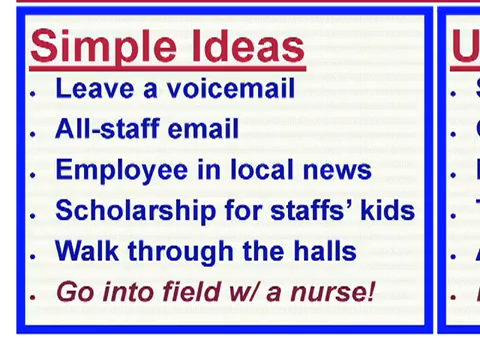 Simple Ideas
• Leave a voicemail
• All-staff email
• Employee in local news
• Scholarship for staffs’ kids
• Walk through the halls
• Go into field w/ a nurse!